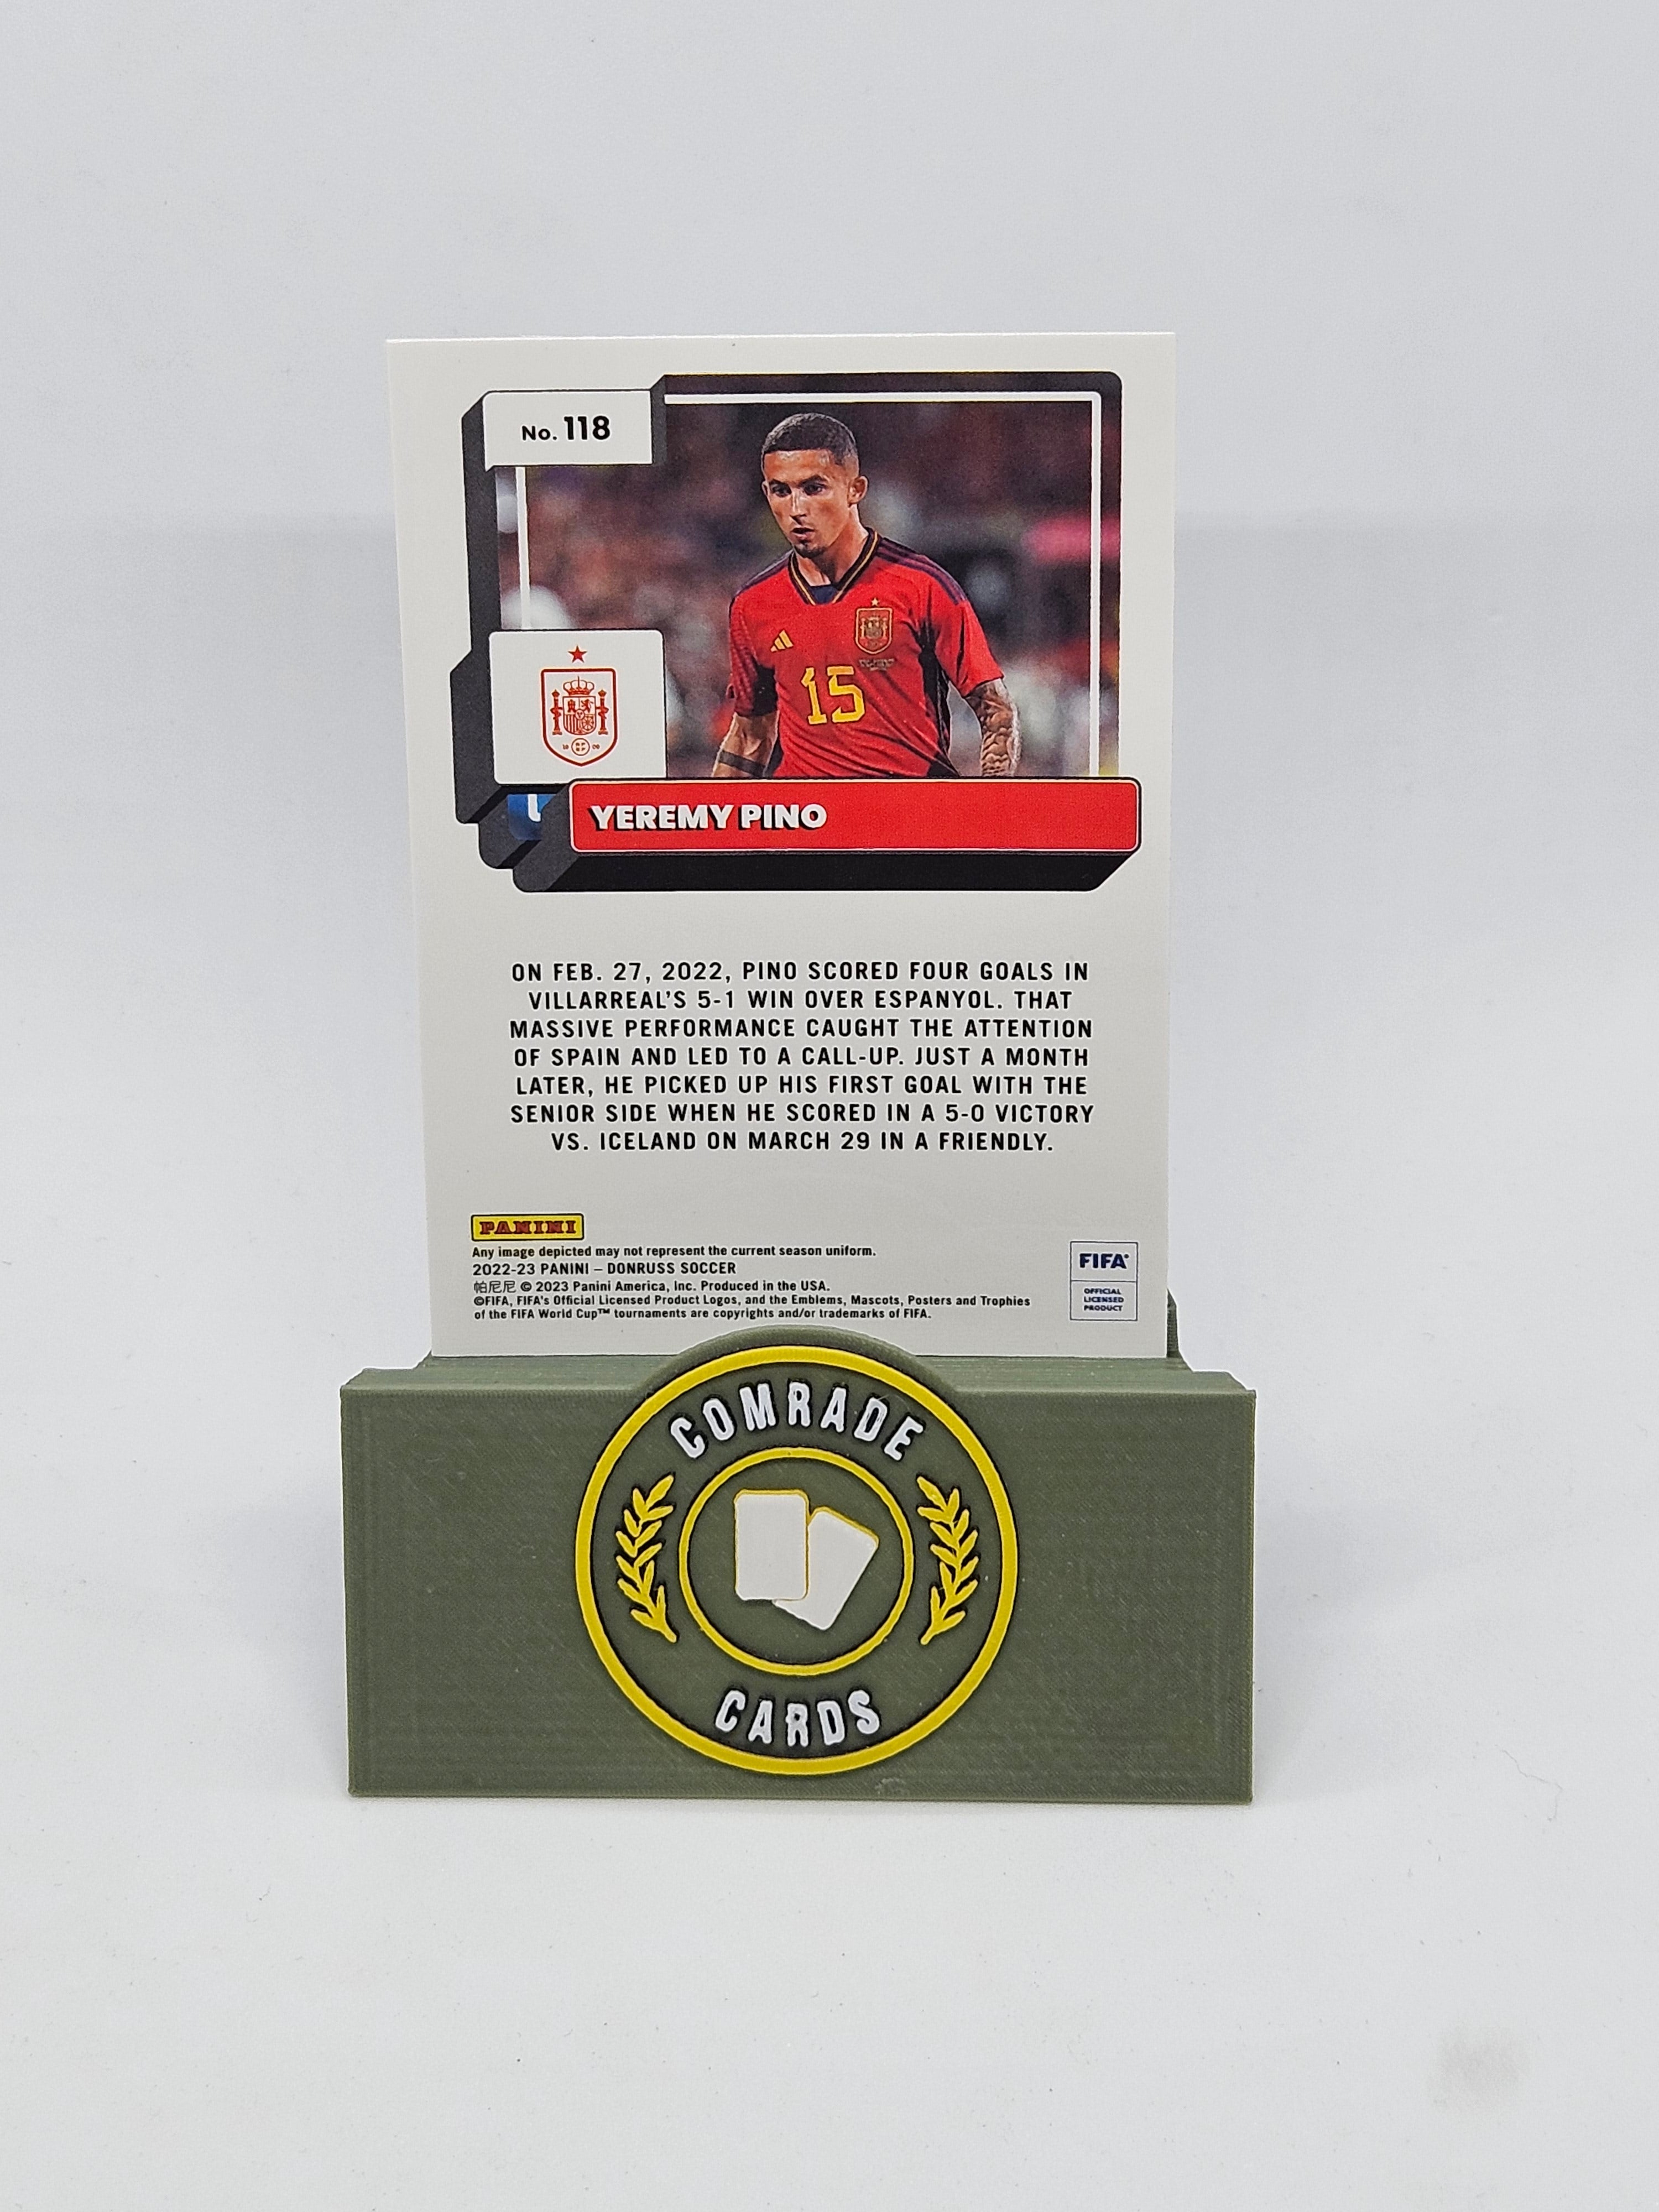 No. 118
15
YEREMY PINO
ON FEB. 27, 2022, PINO SCORED FOUR GOALS IN
VILLARREAL'S 5-1 WIN OVER ESPANYOL. THAT
MASSIVE PERFORMANCE CAUGHT THE ATTENTION
OF SPAIN AND LED TO A CALL-UP. JUST A MONTH
LATER, HE PICKED UP HIS FIRST GOAL WITH THE
SENIOR SIDE WHEN HE SCORED IN A 5-0 VICTORY
VS. ICELAND ON MARCH 29 IN A FRIENDLY.
PANINI
Any image depicted may not represent the current season uniform.
2022-23 PANINI – DONRUSS SOCCER
帕尼尼 © 2023 Panini America, Inc. Produced in the USA.
©FIFA, FIFA's Official Licensed Product Logos, and the Emblems, Mascots, Posters and Trophies
of the FIFA World Cup™ tournaments are copyrights and/or trademarks of FIFA.
FIFA®
OFFICIAL
LICENSED
PRODUCT
COMRADE
CARDS